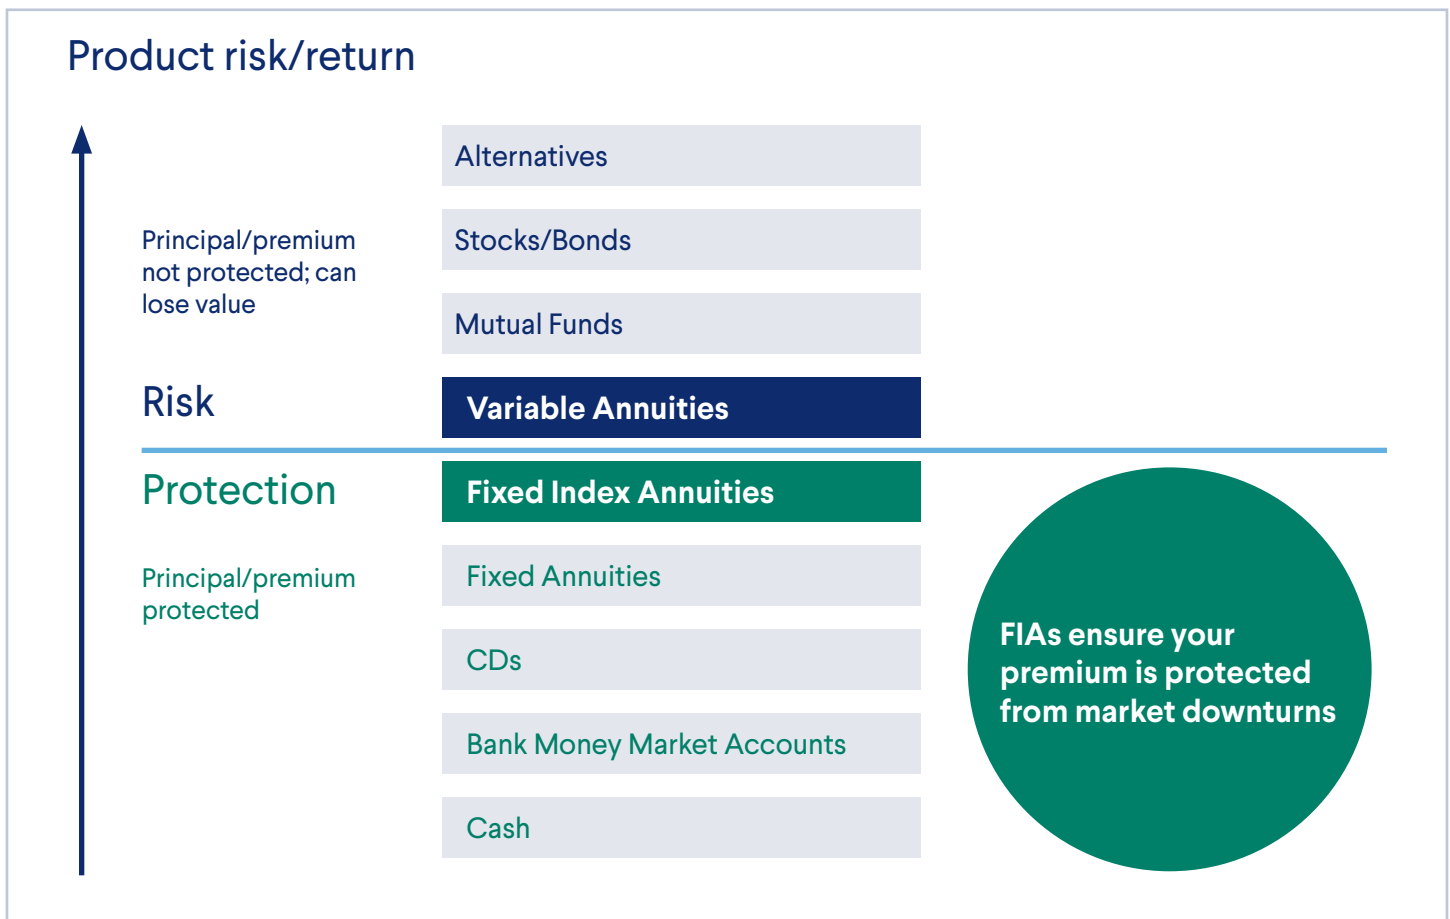 Product risk/return
Alternatives
Principal/premium
not protected; can
lose value
Stocks/Bonds
Mutual Funds
Risk
Variable Annuities
Protection
Fixed Index Annuities
Principal/premium
protected
Fixed Annuities
CDs
Bank Money Market Accounts
Cash
FIAs ensure your
premium is protected
from market downturns